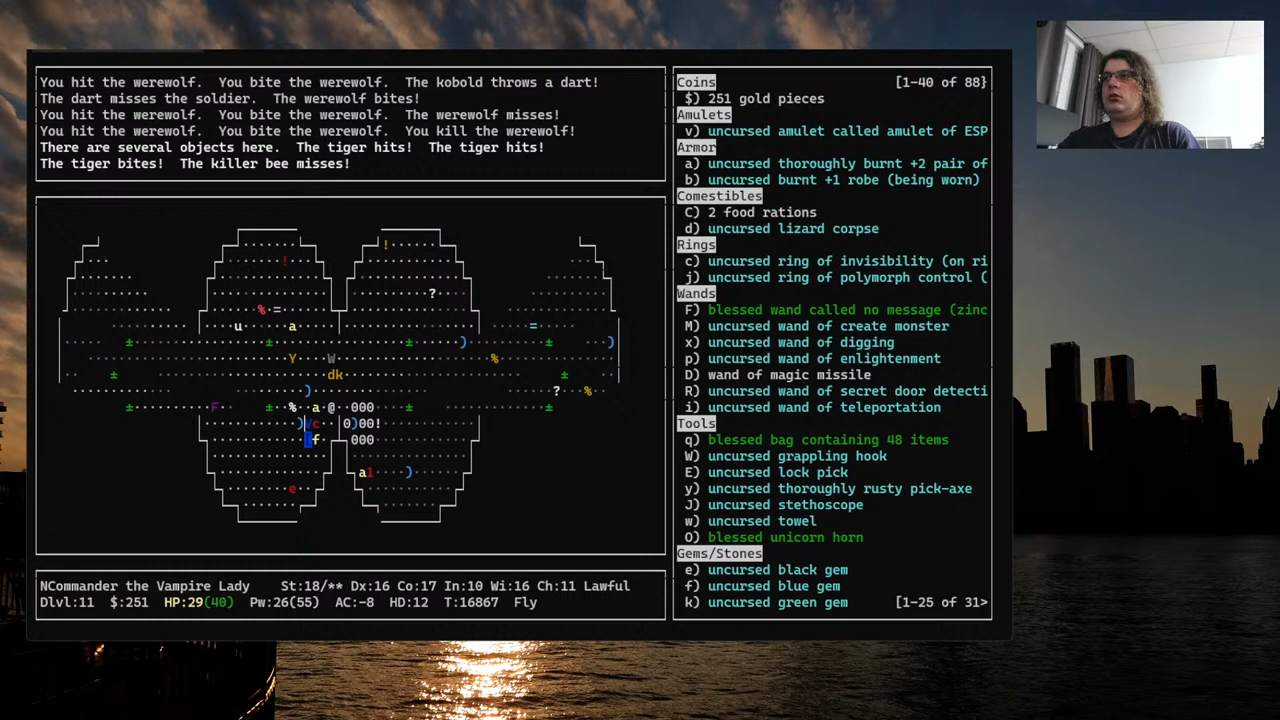 You hit the werewolf.  You bite the werewolf.  The kobold throws a dart!
The dart misses the soldier.  The werewolf bites!
You hit the werewolf.  You bite the werewolf.  The werewolf misses!
You hit the werewolf.  You bite the werewolf.  You kill the werewolf!
There are several objects here.  The tiger hits!  The tiger hits!
The tiger bites!  The killer bee misses!
NCommander the Vampire Lady    St:18/** Dx:16 Co:17 In:10 Wi:16 Ch:11 Lawful
Dlvl:11  $:251  HP:29(40)  Pw:26(55)  AC:-8  HD:12  T:16867  Fly
Coins [1-40 of 88}
$) 251 gold pieces
Amulets
v) uncursed amulet called amulet of ESP
Armor
a) uncursed thoroughly burnt +2 pair of
b) uncursed burnt +1 robe (being worn)
Comestibles
C) 2 food rations
d) uncursed lizard corpse
Rings
c) uncursed ring of invisibility (on ri
j) uncursed ring of polymorph control (
Wands
F) blessed wand called no message (zinc
M) uncursed wand of create monster
x) uncursed wand of digging
p) uncursed wand of enlightenment
D) wand of magic missile
R) uncursed wand of secret door detecti
i) uncursed wand of teleportation
Tools
q) blessed bag containing 48 items
W) uncursed grappling hook
E) uncursed lock pick
y) uncursed thoroughly rusty pick-axe
J) uncursed stethoscope
w) uncursed towel
O) blessed unicorn horn
Gems/Stones
e) uncursed black gem
f) uncursed blue gem
k) uncursed green gem [1-25 of 31>